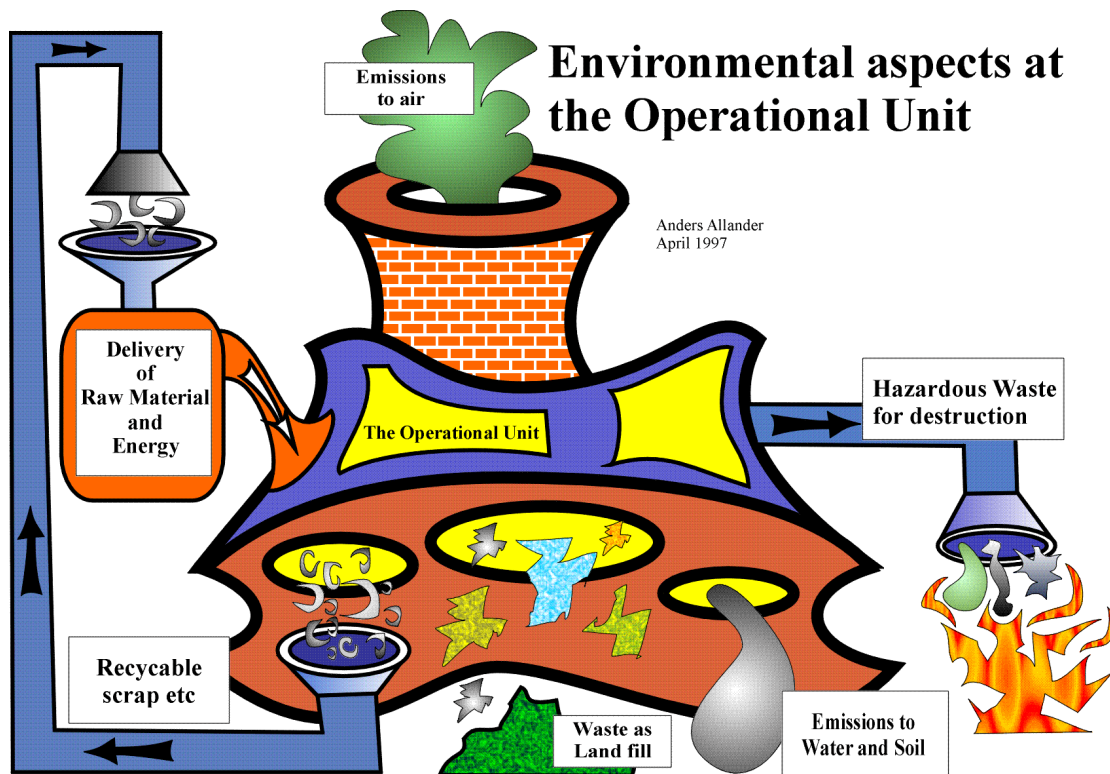 Environmental aspects at
the Operational Unit
Emissions
to air
Anders Allander
April 1997
Delivery
of
Raw Material
and
Energy
The Operational Unit
Hazardous Waste
for destruction
Recycable
scrap etc
Waste as
Land fill
Emissions to
Water and Soil